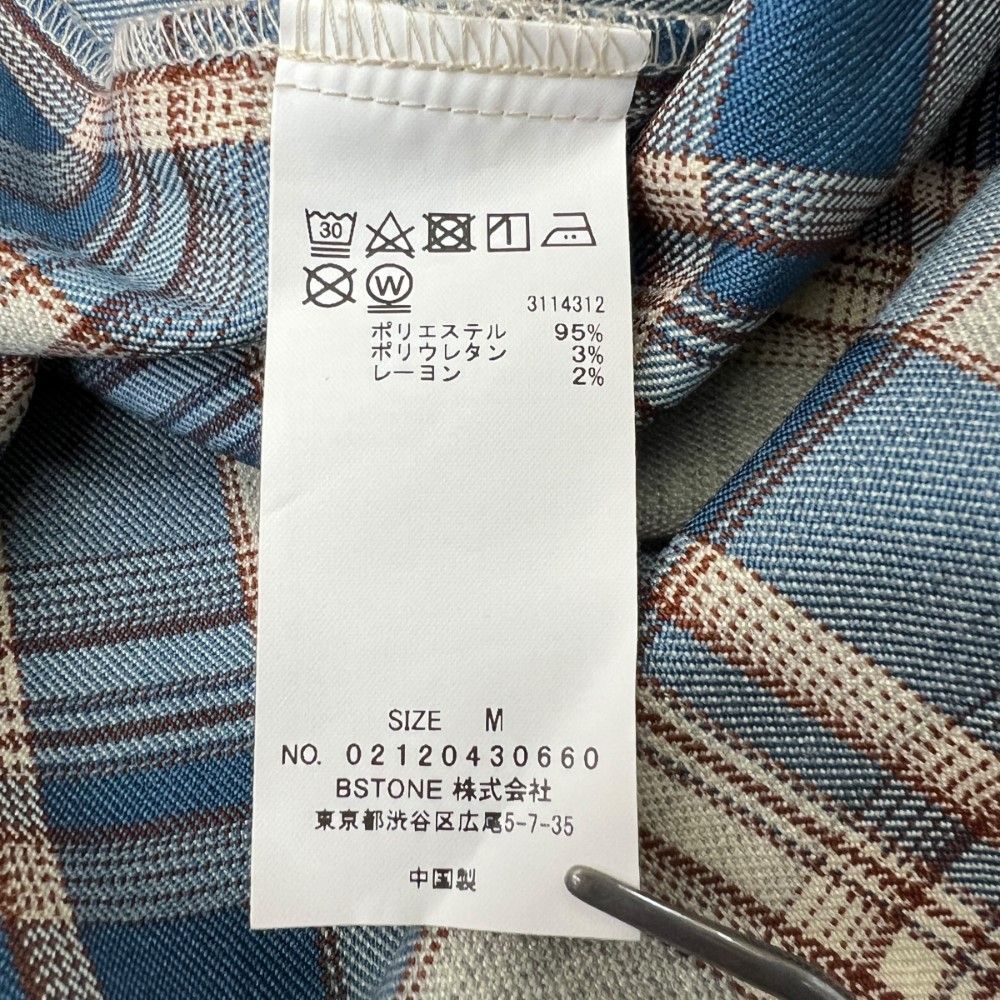 30
W
3114312
ポリエステル 95%
ポリウレタン 3%
レーヨン 2%
SIZE M
NO. 02120430660
BSTONE 株式会社
東京都渋谷区広尾5-7-35
中国製